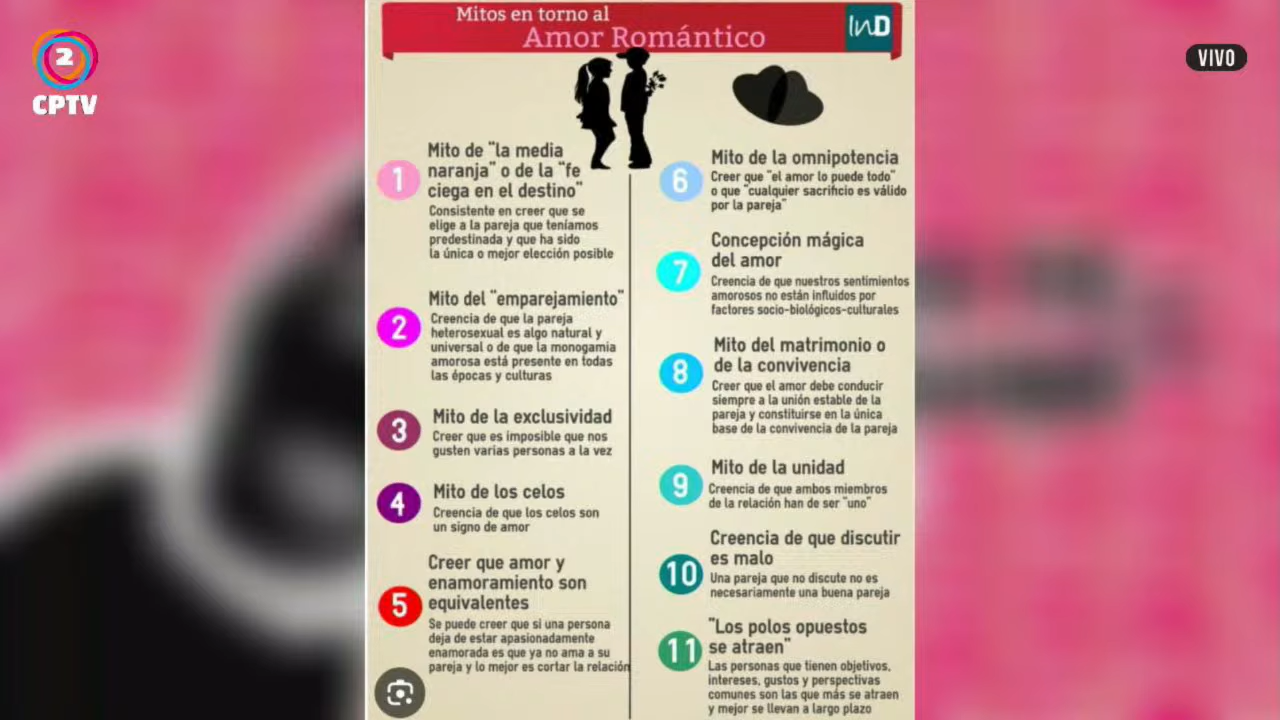 2
CPTV
VIVO
Mitos en torno al
Amor Romántico
InD
1
Mito de "la media
naranja" o de la "fe
ciega en el destino"
Consistente en creer que se
elige a la pareja que teníamos
predestinada y que ha sido
la única o mejor elección posible
2
Mito del "emparejamiento"
Creencia de que la pareja
heterosexual es algo natural y
universal o de que la monogamia
amorosa está presente en todas
las épocas y culturas
3
Mito de la exclusividad
Creer que es imposible que nos
gusten varias personas a la vez
4
Mito de los celos
Creencia de que los celos son
un signo de amor
5
Creer que amor y
enamoramiento son
equivalentes
Se puede creer que si una persona
deja de estar apasionadamente
enamorada es que ya no ama a su
pareja y lo mejor es cortar la relación
6
Mito de la omnipotencia
Creer que "el amor lo puede todo"
o que "cualquier sacrificio es válido
por la pareja"
7
Concepción mágica
del amor
Creencia de que nuestros sentimientos
amorosos no están influidos por
factores socio-biológicos-culturales
8
Mito del matrimonio o
de la convivencia
Creer que el amor debe conducir
siempre a la unión estable de la
pareja y constituirse en la única
base de la convivencia de la pareja
9
Mito de la unidad
Creencia de que ambos miembros
de la relación han de ser "uno"
10
Creencia de que discutir
es malo
Una pareja que no discute no es
necesariamente una buena pareja
11
"Los polos opuestos
se atraen"
Las personas que tienen objetivos,
intereses, gustos y perspectivas
comunes son las que más se atraen
y mejor se llevan a largo plazo